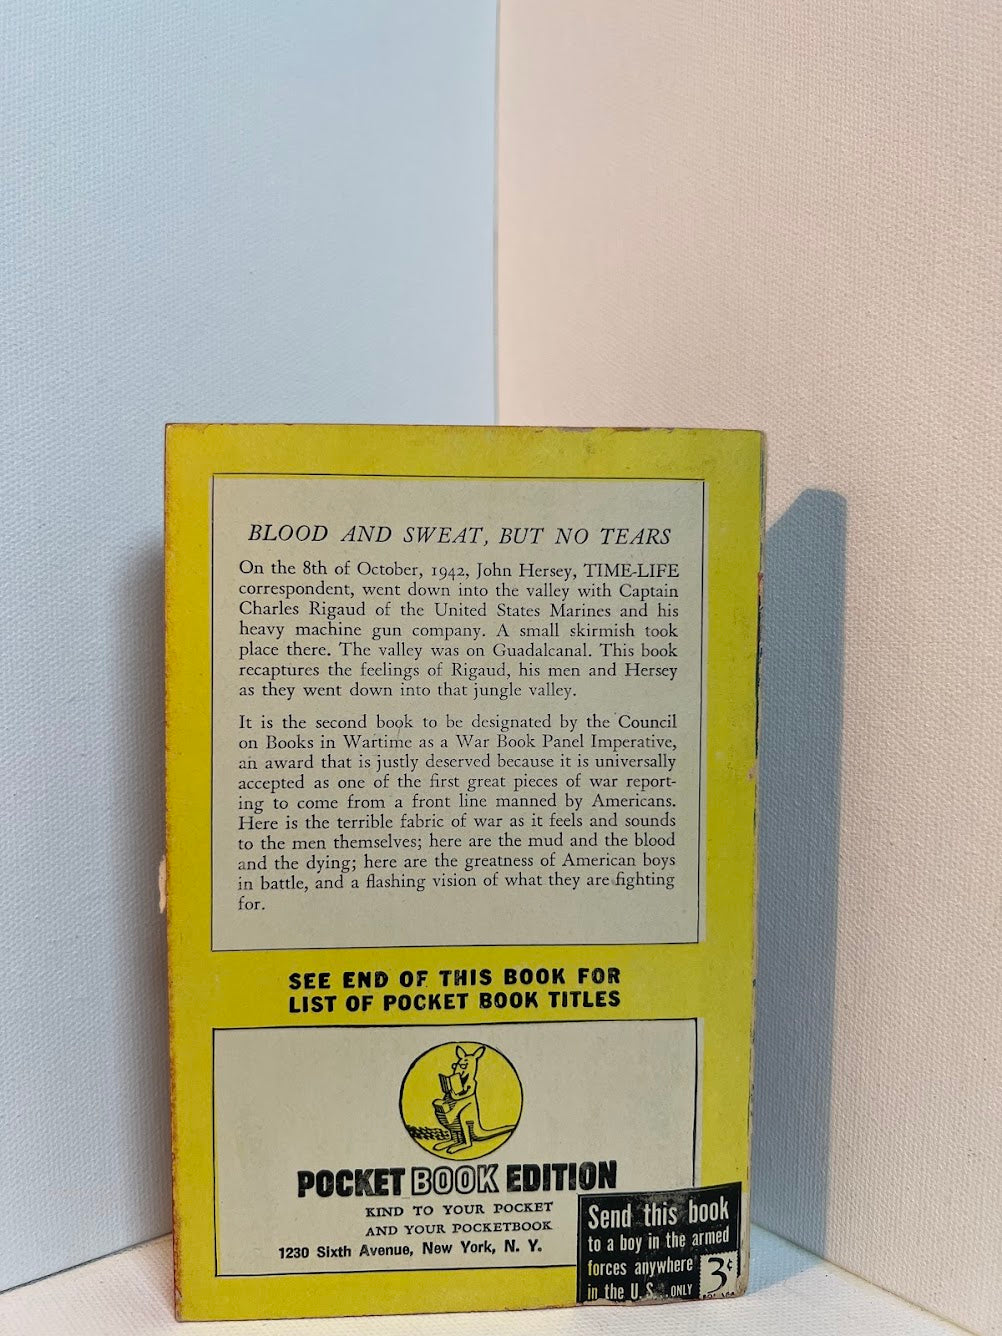 BLOOD AND SWEAT, BUT NO TEARS
On the 8th of October, 1942, John Hersey, TIME-LIFE
correspondent, went down into the valley with Captain
Charles Rigaud of the United States Marines and his
heavy machine gun company. A small skirmish took
place there. The valley was on Guadalcanal. This book
recaptures the feelings of Rigaud, his men and Hersey
as they went down into that jungle valley.
It is the second book to be designated by the Council
on Books in Wartime as a War Book Panel Imperative,
an award that is justly deserved because it is universally
accepted as one of the first great pieces of war report-
ing to come from a front line manned by Americans.
Here is the terrible fabric of war as it feels and sounds
to the men themselves; here are the mud and the blood
and the dying; here are the greatness of American boys
in battle, and a flashing vision of what they are fighting
for.
SEE END OF THIS BOOK FOR
LIST OF POCKET BOOK TITLES
POCKET BOOK EDITION
KIND TO YOUR POCKET
AND YOUR POCKETBOOK
1230 Sixth Avenue, New York, N. Y.
Send this book
to a boy in the armed
forces anywhere
in the U. S... ONLY 3¢